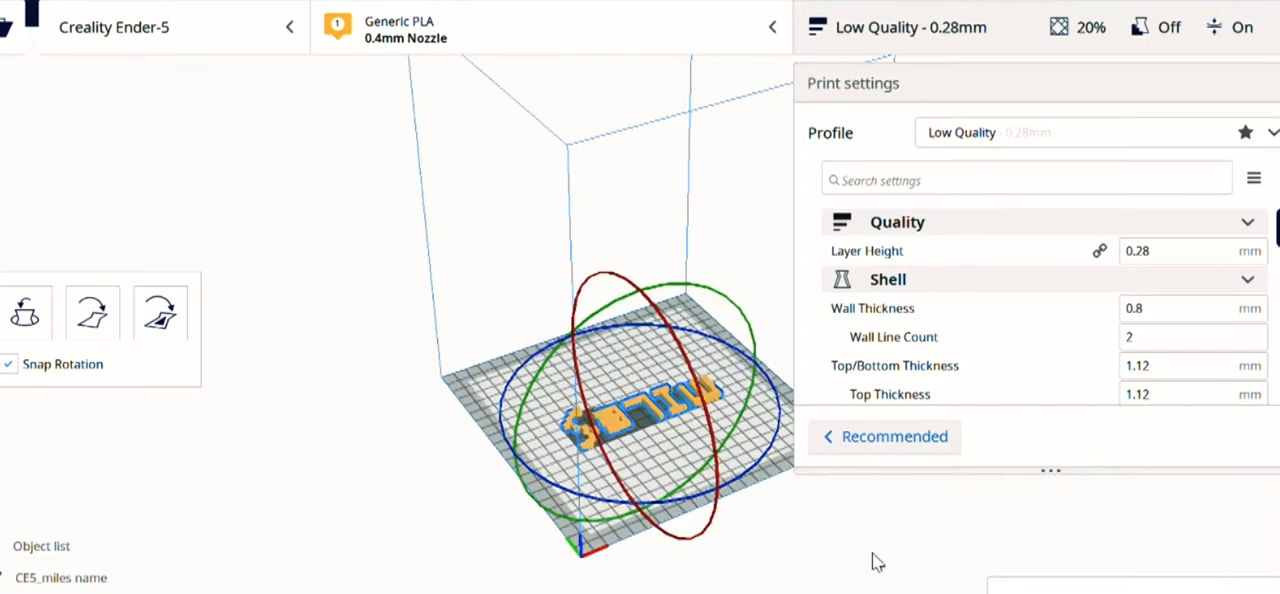 Creality Ender-5
1
Generic PLA
0.4mm Nozzle
Low Quality - 0.28mm
20%
Off
On
Print settings
Profile
Low Quality - 0.28mm
Search settings
Quality
Layer Height
0.28
mm
Shell
Wall Thickness
0.8
mm
Wall Line Count
2
Top/Bottom Thickness
1.12
mm
Top Thickness
1.12
mm
Recommended
Snap Rotation
Object list
CE5_miles name